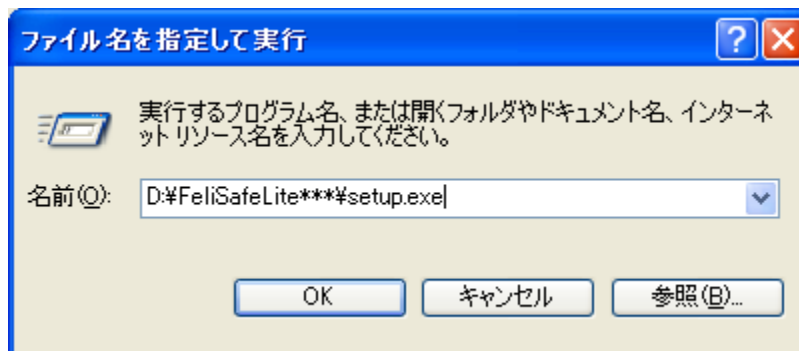 ファイル名を指定して実行
実行するプログラム名、または開くフォルダやドキュメント名、インターネ
ット リソース名を入力してください。
名前(O): D:¥FeliSafeLite***¥setup.exe
OK キャンセル 参照(B)...